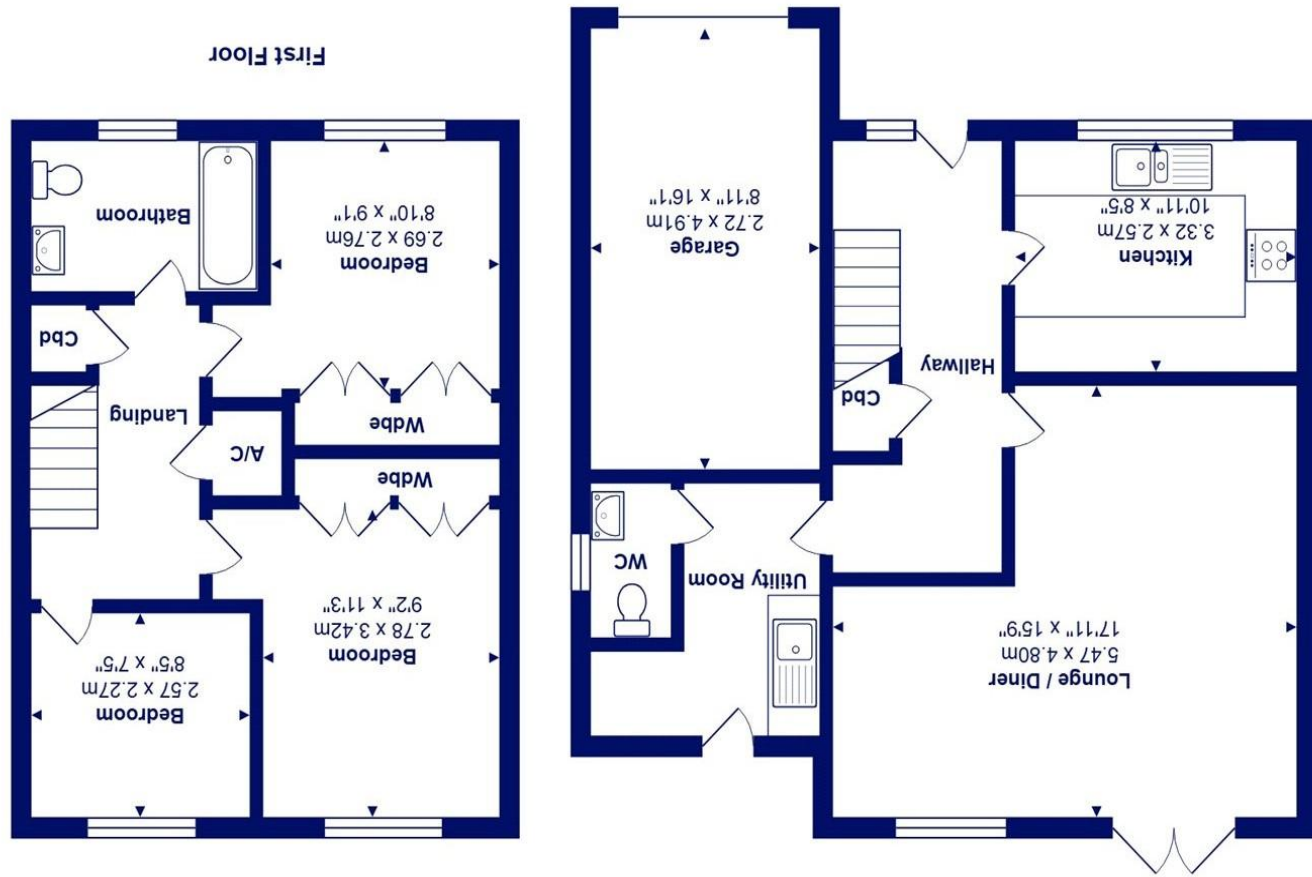 Lounge / Diner
5.47 x 4.80m
17'11" x 15'9"
Utility Room
WC
Cbd
Hallway
Kitchen
3.32 x 2.57m
10'11" x 8'5"
Garage
2.72 x 4.91m
8'11" x 16'1"
Bedroom
2.78 x 3.42m
9'2" x 11'3"
Bedroom
2.57 x 2.27m
8'5" x 7'5"
Wdbe
A/C
Wdbe
Landing
Cbd
Bedroom
2.69 x 2.76m
8'10" x 9'1"
Bathroom
First Floor